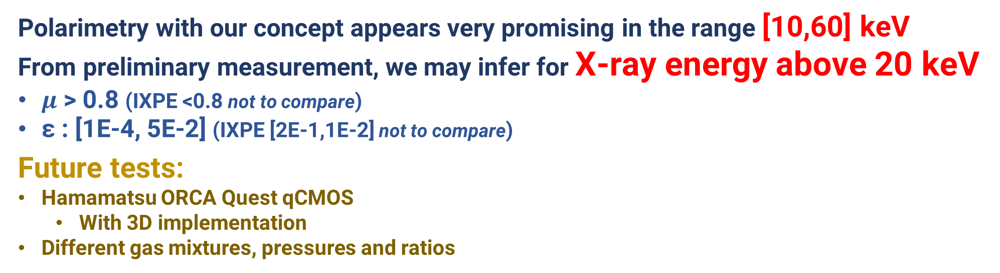 Polarimetry with our concept appears very promising in the range [10,60] keV
From preliminary measurement, we may infer for X-ray energy above 20 keV
• μ > 0.8 (IXPE <0.8 not to compare)
• ε : [1E-4, 5E-2] (IXPE [2E-1,1E-2] not to compare)
Future tests:
• Hamamatsu ORCA Quest qCMOS
• With 3D implementation
• Different gas mixtures, pressures and ratios